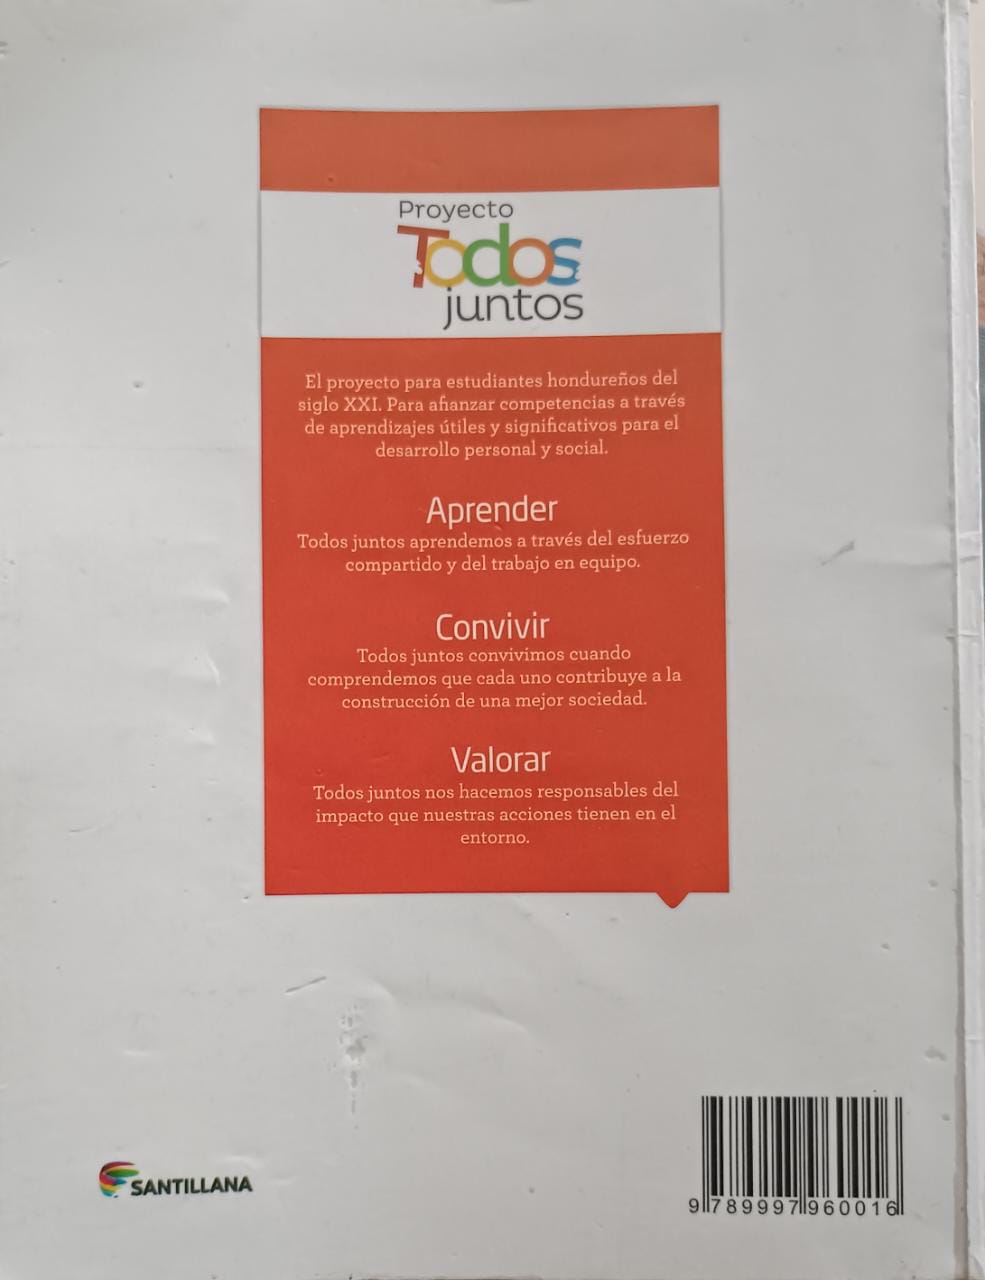 Proyecto
Todos
juntos
El proyecto para estudiantes hondureños del
siglo XXI. Para afianzar competencias a través
de aprendizajes útiles y significativos para el
desarrollo personal y social.
Aprender
Todos juntos aprendemos a través del esfuerzo
compartido y del trabajo en equipo.
Convivir
Todos juntos convivimos cuando
comprendemos que cada uno contribuye a la
construcción de una mejor sociedad.
Valorar
Todos juntos nos hacemos responsables del
impacto que nuestras acciones tienen en el
entorno.
SANTILLANA
9 789997 960016